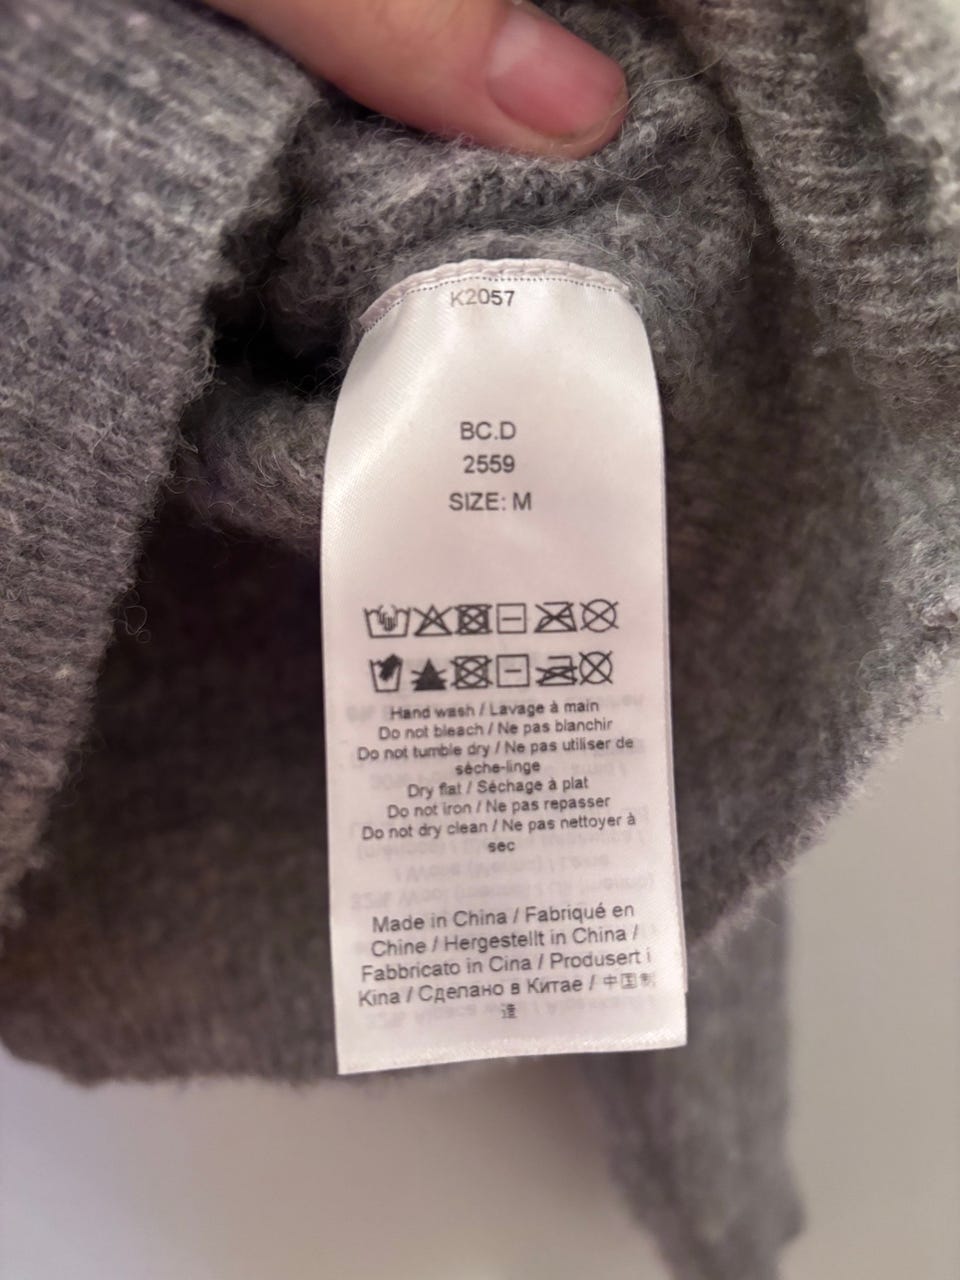 K2057
BC.D
2559
SIZE: M
Hand wash / Lavage à main
Do not bleach / Ne pas blanchir
Do not tumble dry / Ne pas utiliser de
sèche-linge
Dry flat / Séchage à plat
Do not iron / Ne pas repasser
Do not dry clean / Ne pas nettoyer à
sec
Made in China / Fabriqué en
Chine / Hergestellt in China /
Fabbricato in Cina / Produsert i
Kina / Сделано в Китае / 中国制
造